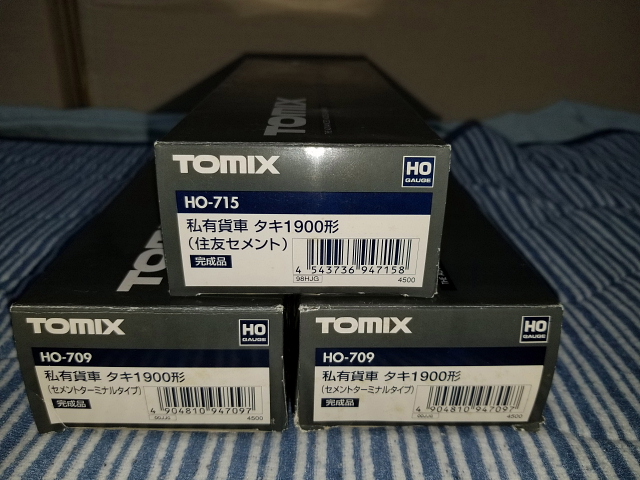 TOMIX
TOMIX
HO
GAUGE
HO-715
私有貨車 タキ1900形
(住友セメント)
完成品
4 543736 947158
98HJG
4500
TOMIX
HO
GAUGE
HO-709
私有貨車 タキ1900形
(セメントターミナルタイプ)
完成品
4 904810 947097
4500
TOMIX
HO
GAUGE
HO-709
私有貨車 タキ1900形
(セメントターミナルタイプ)
完成品
4 904810 947097
4500